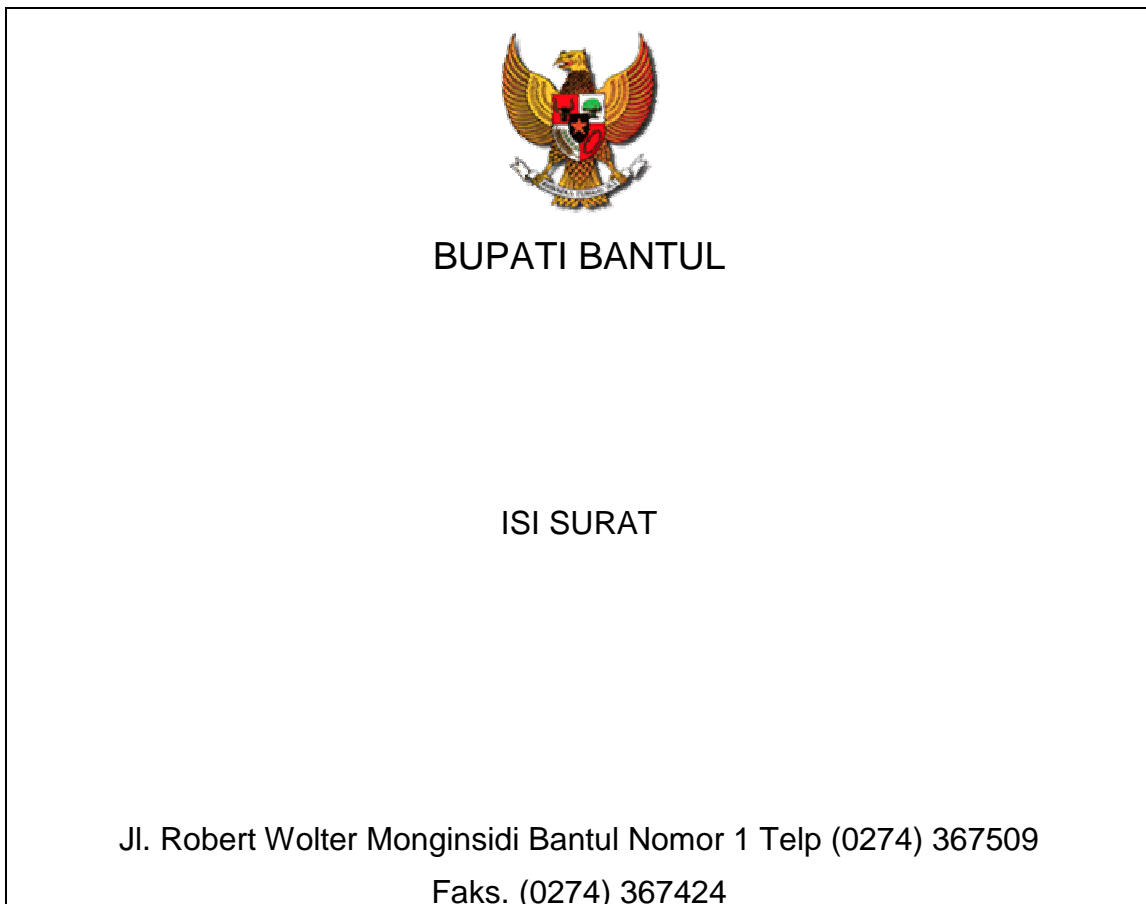 BUPATI BANTUL
ISI SURAT
Jl. Robert Wolter Monginsidi Bantul Nomor 1 Telp (0274) 367509
Faks. (0274) 367424